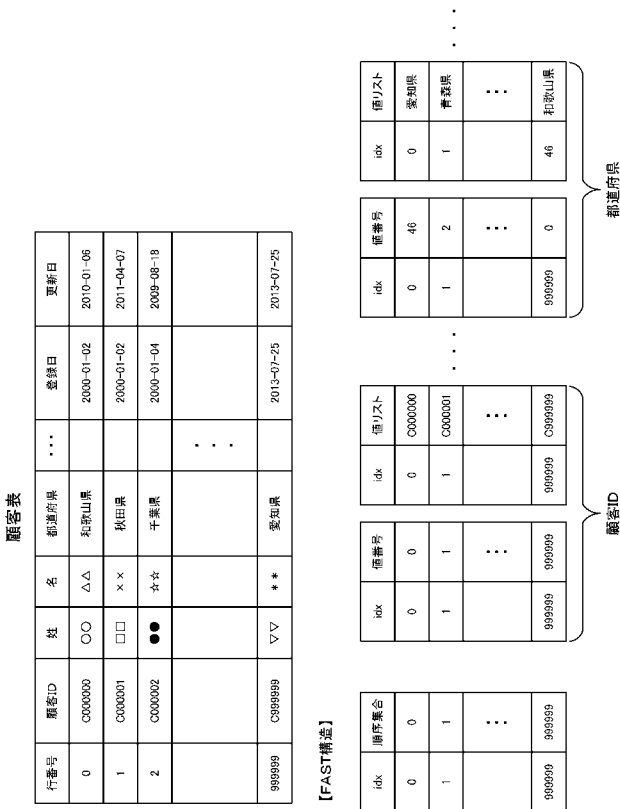 顧客表
行番号 顧客ID 姓 名 都道府県 ・・・ 登録日 更新日
0 C000000 ○○ △△ 和歌山県 2000-01-02 2010-01-06
1 C000001 □□ ×× 秋田県 2000-01-02 2011-04-07
2 C000002 ●● ☆☆ 千葉県 2000-01-04 2009-08-18
・・・
999999 C999999 ▽▽ ** 愛知県 2013-07-25 2013-07-25
【FAST構造】
idx 順序集合
0 0
1 1
・・・
999999 999999
idx 値番号
0 0
1 1
・・・
999999 999999
idx 値リスト
0 C000000
1 C000001
・・・
999999 C999999
顧客ID
・・・
idx 値番号
0 46
1 2
・・・
999999 0
idx 値リスト
0 愛知県
1 青森県
・・・
46 和歌山県
都道府県
・・・